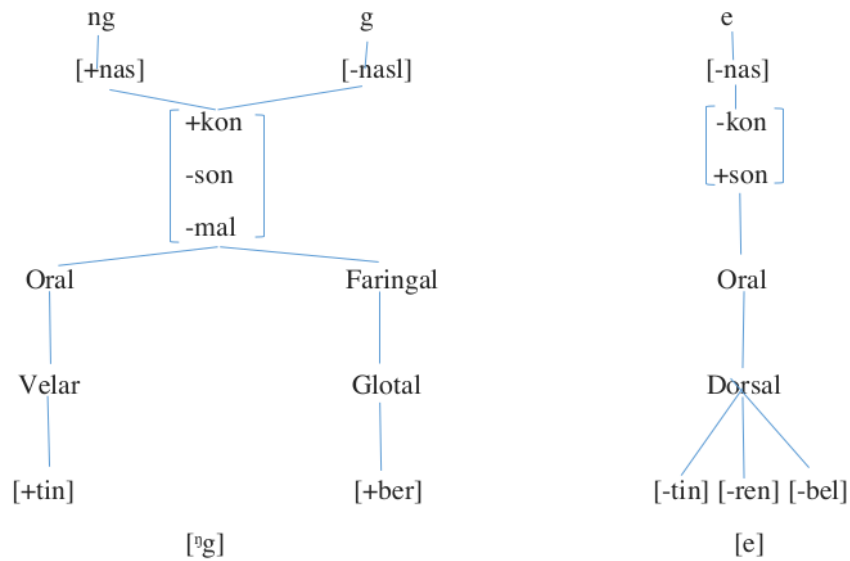 ng g e
[+nas] [-nasl] [-nas]
+kon -kon
-son +son
-mal
Oral Faringal Oral
Velar Glotal Dorsal
[+tin] [+ber] [-tin] [-ren] [-bel]
[ᵑg] [e]